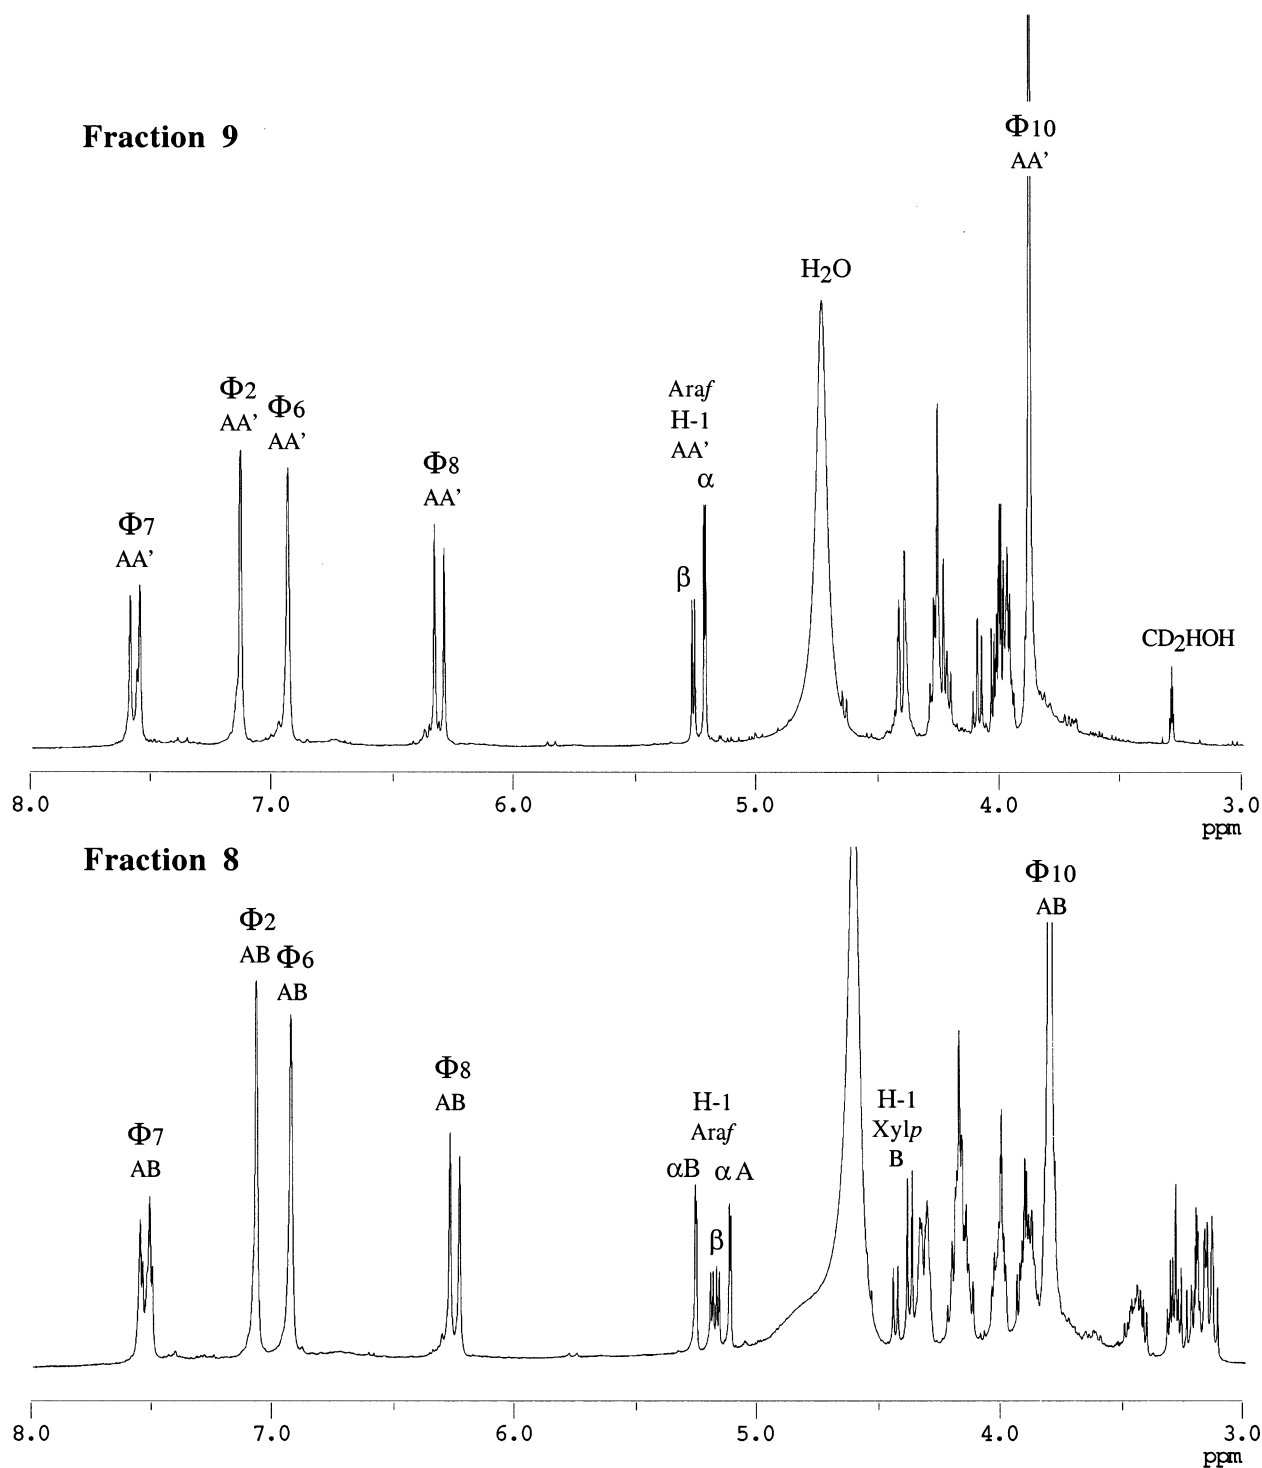 Fraction 9
Φ10
AA’
H2O
Φ2
AA’
Φ6
AA’
Araf
H-1
AA’
α
Φ8
AA’
Φ7
AA’
β
CD2HOH
8.0 7.0 6.0 5.0 4.0 3.0
ppm
Fraction 8
Φ10
AB
Φ2
AB
Φ6
AB
Φ8
AB
H-1
Araf
αB αA
β
H-1
Xylp
B
Φ7
AB
8.0 7.0 6.0 5.0 4.0 3.0
ppm